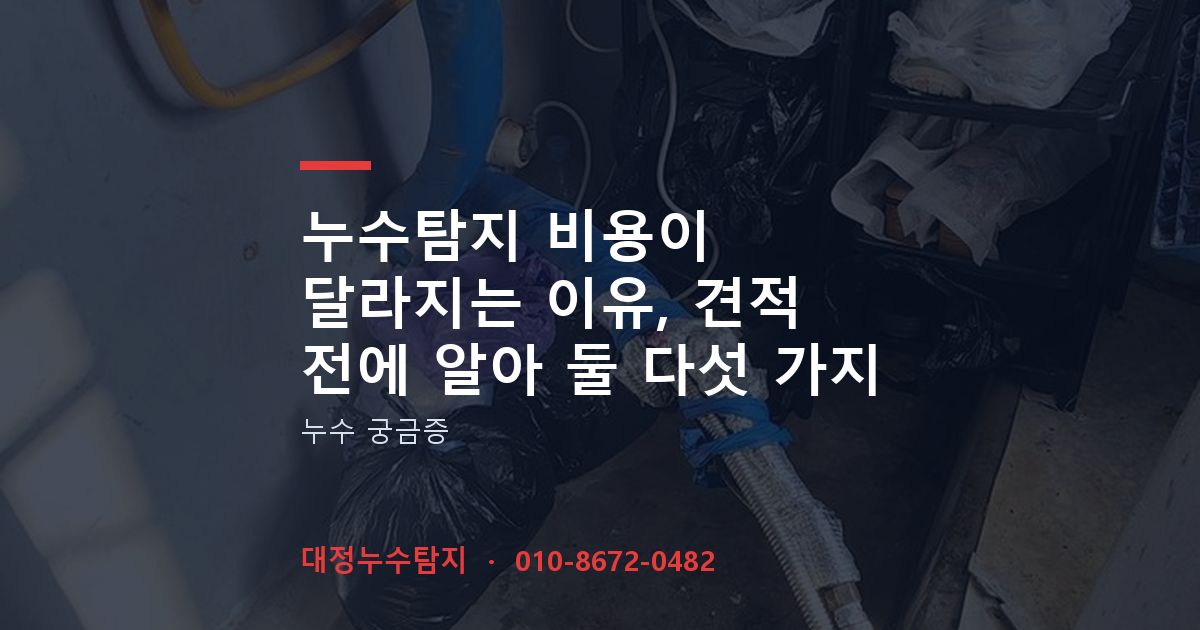 누수탐지 비용이
달라지는 이유, 견적
전에 알아 둘 다섯 가지
누수 궁금증
대정누수탐지 · 010-8672-0482